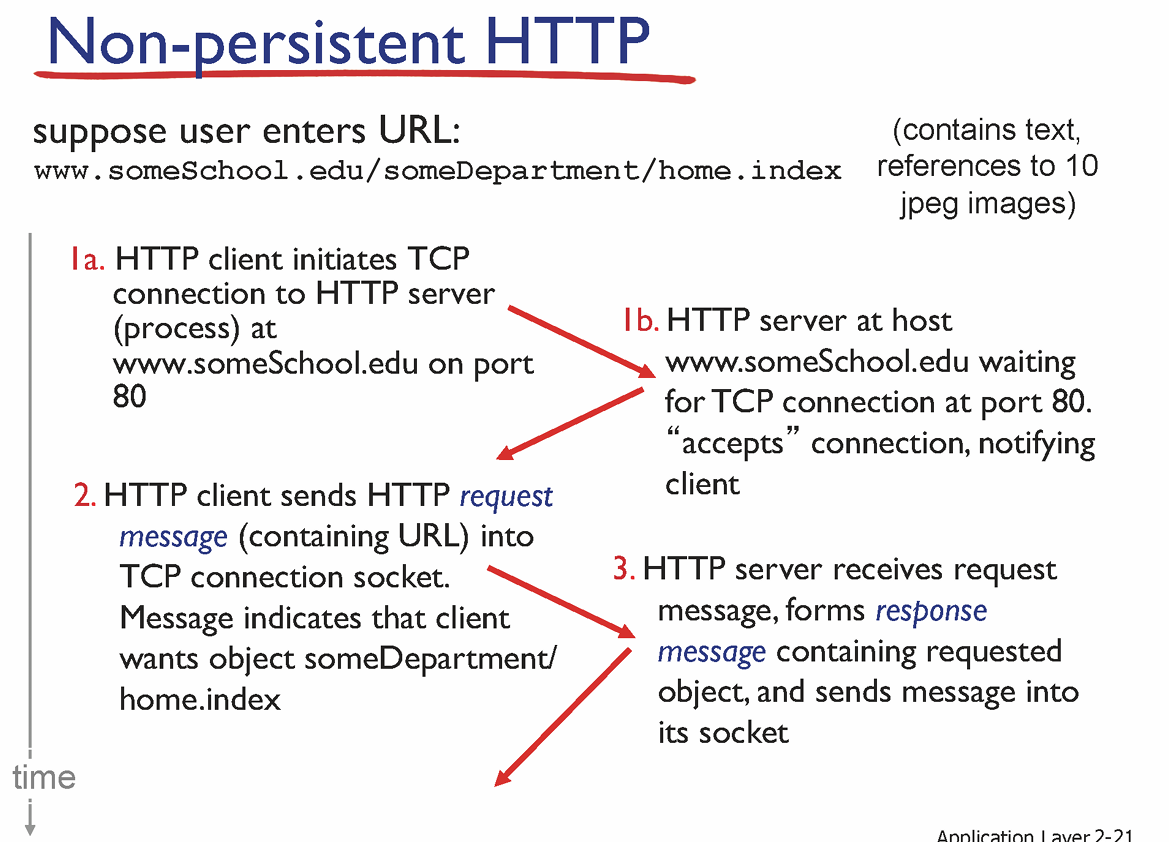 Non-persistent HTTP
suppose user enters URL:
www.someSchool.edu/someDepartment/home.index
(contains text,
references to 10
jpeg images)
1a. HTTP client initiates TCP
connection to HTTP server
(process) at
www.someSchool.edu on port
80
1b. HTTP server at host
www.someSchool.edu waiting
for TCP connection at port 80.
“accepts” connection, notifying
client
2. HTTP client sends HTTP request
message (containing URL) into
TCP connection socket.
Message indicates that client
wants object someDepartment/
home.index
3. HTTP server receives request
message, forms response
message containing requested
object, and sends message into
its socket
time
Application Layer 2-21